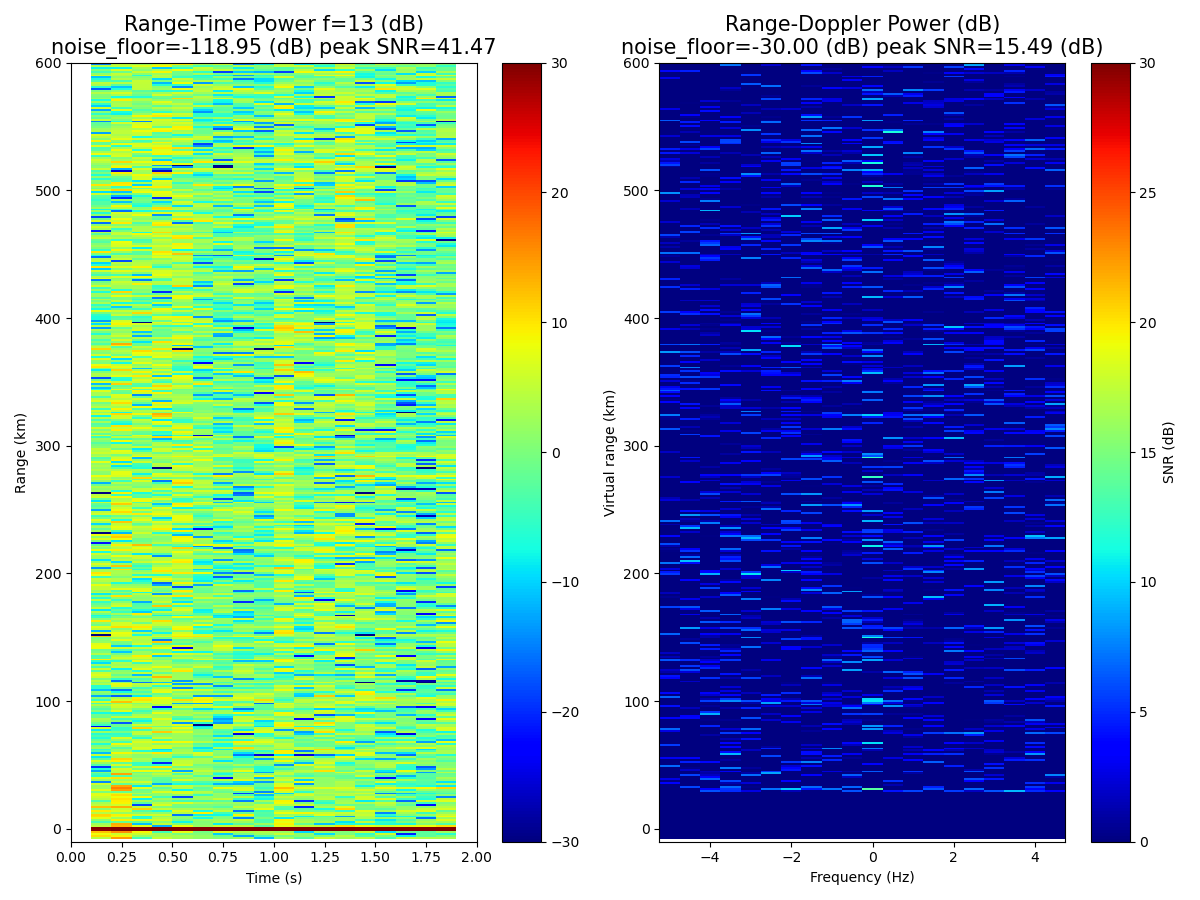 Range-Time Power f=13 (dB)
noise_floor=-118.95 (dB) peak SNR=41.47
Range (km)
600
500
400
300
200
100
0
0.00 0.25 0.50 0.75 1.00 1.25 1.50 1.75 2.00
Time (s)
30
20
10
0
−10
−20
−30
Range-Doppler Power (dB)
noise_floor=-30.00 (dB) peak SNR=15.49 (dB)
Virtual range (km)
600
500
400
300
200
100
0
−4 −2 0 2 4
Frequency (Hz)
30
25
20
15
10
5
0
SNR (dB)